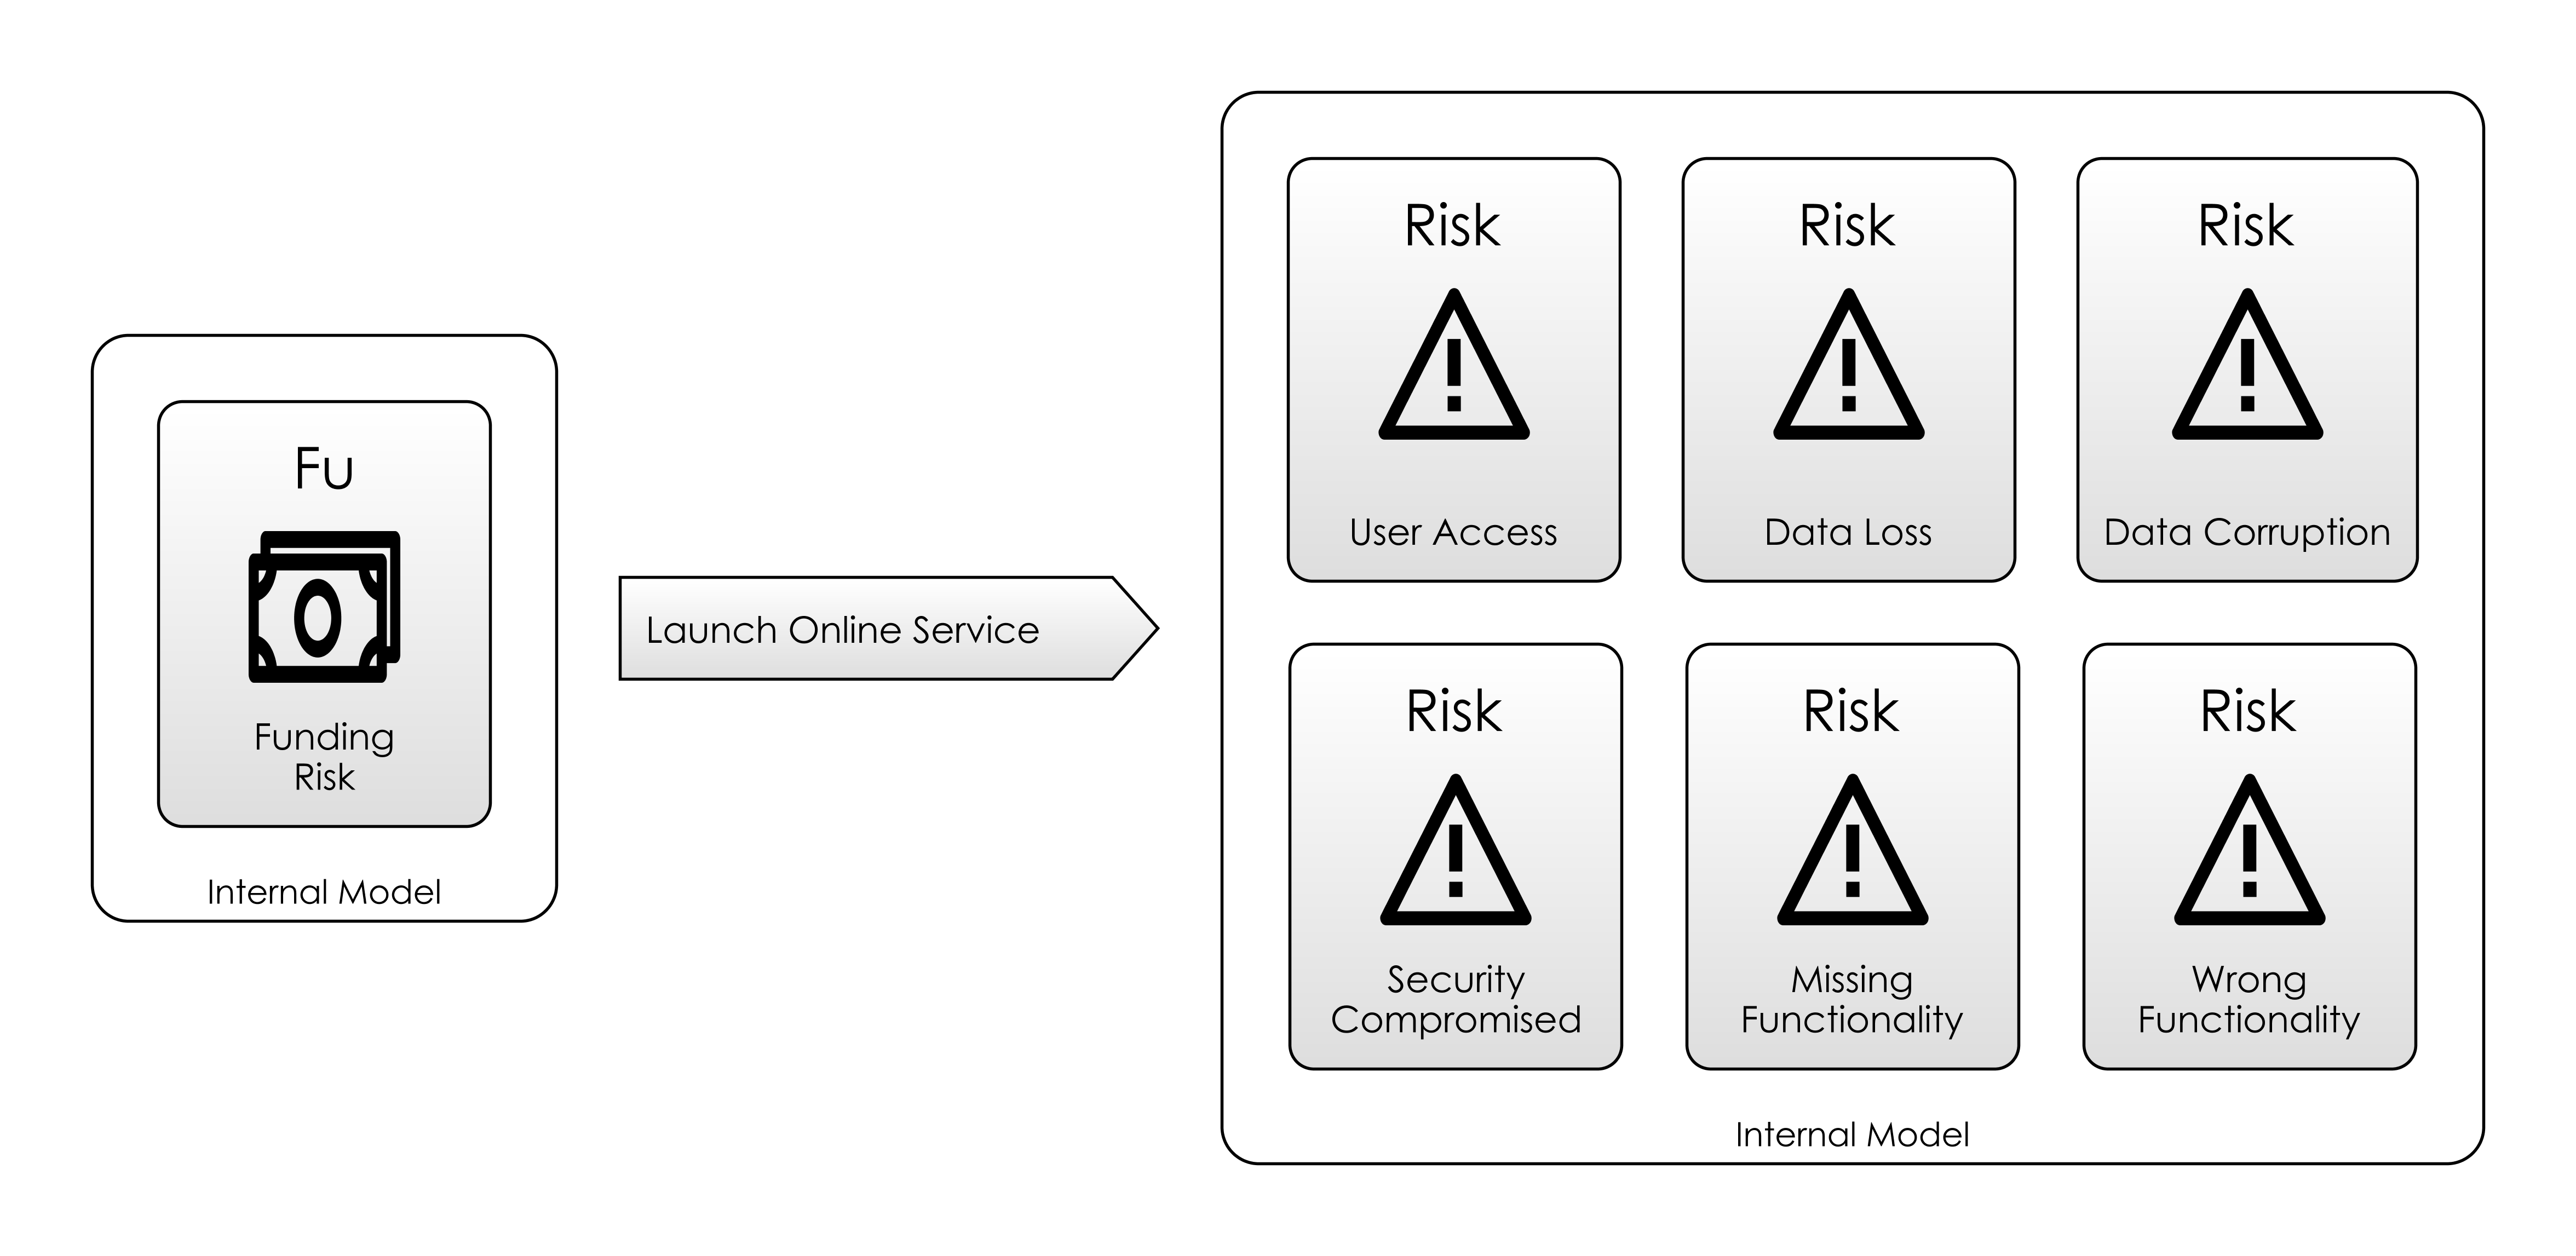 Fu
Funding
Risk
Internal Model
Launch Online Service
Risk
User Access
Risk
Data Loss
Risk
Data Corruption
Risk
Security
Compromised
Risk
Missing
Functionality
Risk
Wrong
Functionality
Internal Model